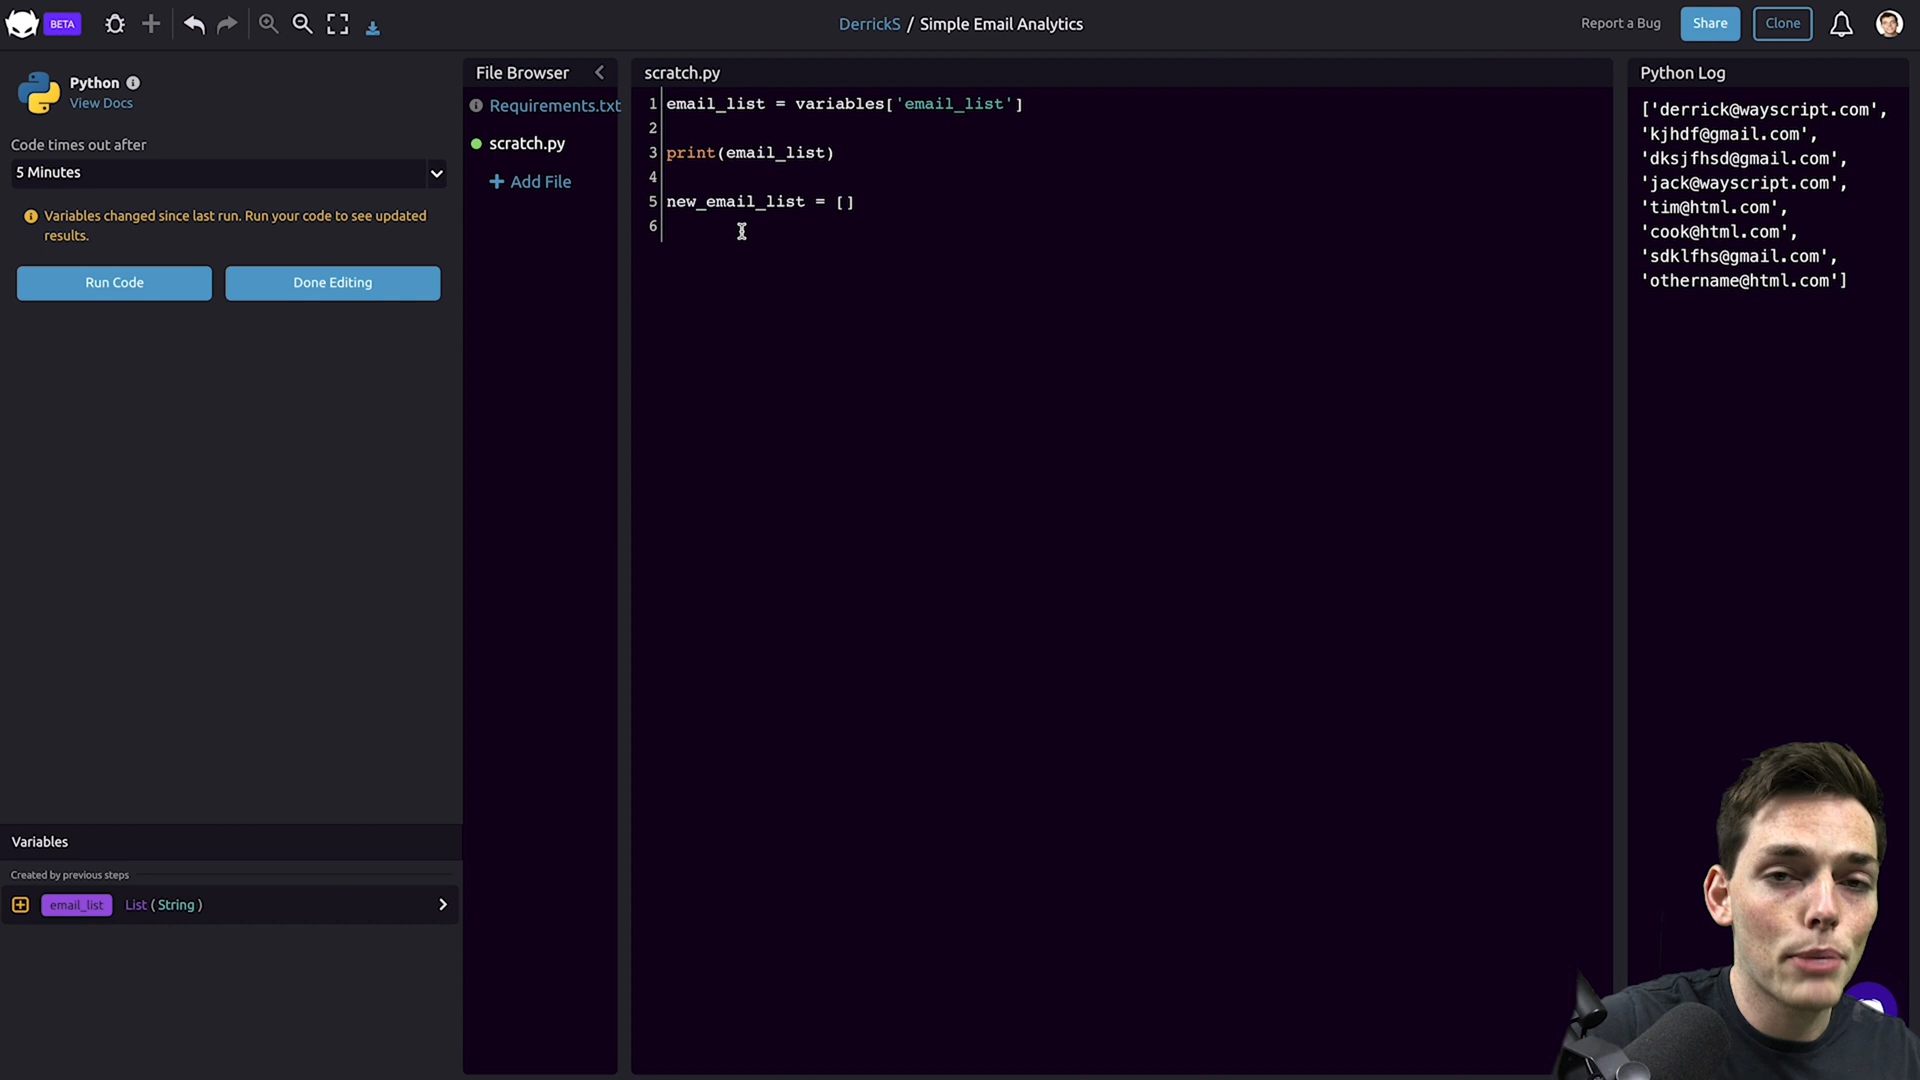 BETA
DerrickS / Simple Email Analytics
Report a Bug
Share
Clone
Python
View Docs
Code times out after
5 Minutes
Variables changed since last run. Run your code to see updated
results.
Run Code
Done Editing
Variables
Created by previous steps
email_list List ( String )
File Browser
Requirements.txt
scratch.py
Add File
scratch.py
1 email_list = variables['email_list']
2
3 print(email_list)
4
5 new_email_list = []
6
Python Log
['derrick@wayscript.com',
'kjhdf@gmail.com',
'dksjfhsd@gmail.com',
'jack@wayscript.com',
'tim@html.com',
'cook@html.com',
'sdklfhs@gmail.com',
'othername@html.com']